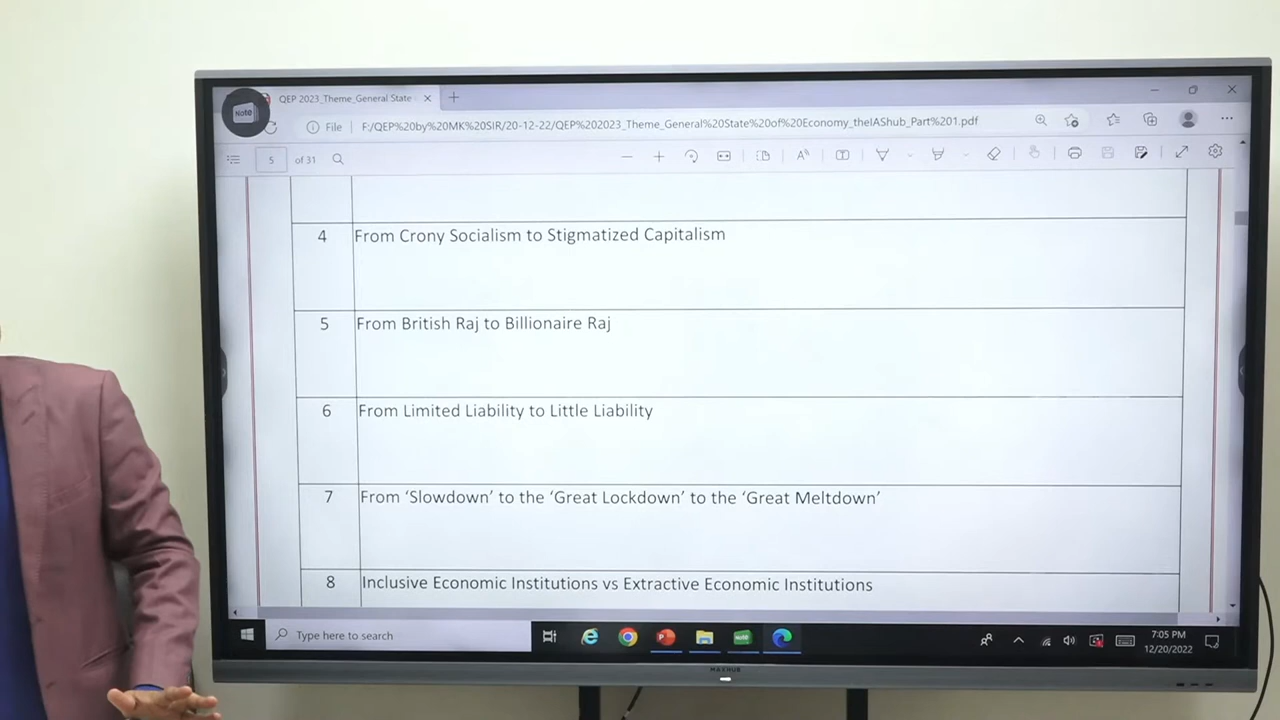 QEP 2023_Theme_General State
Note
File
F:/QEP%20by%20MK%20SIR/20-12-22/QEP%202023_Theme_General%20State%20of%20Economy_theIAShub_Part%201.pdf
5 of 31
4 From Crony Socialism to Stigmatized Capitalism
5 From British Raj to Billionaire Raj
6 From Limited Liability to Little Liability
7 From ‘Slowdown’ to the ‘Great Lockdown’ to the ‘Great Meltdown’
8 Inclusive Economic Institutions vs Extractive Economic Institutions
Type here to search
7:05 PM
12/20/2022
MAXHUB